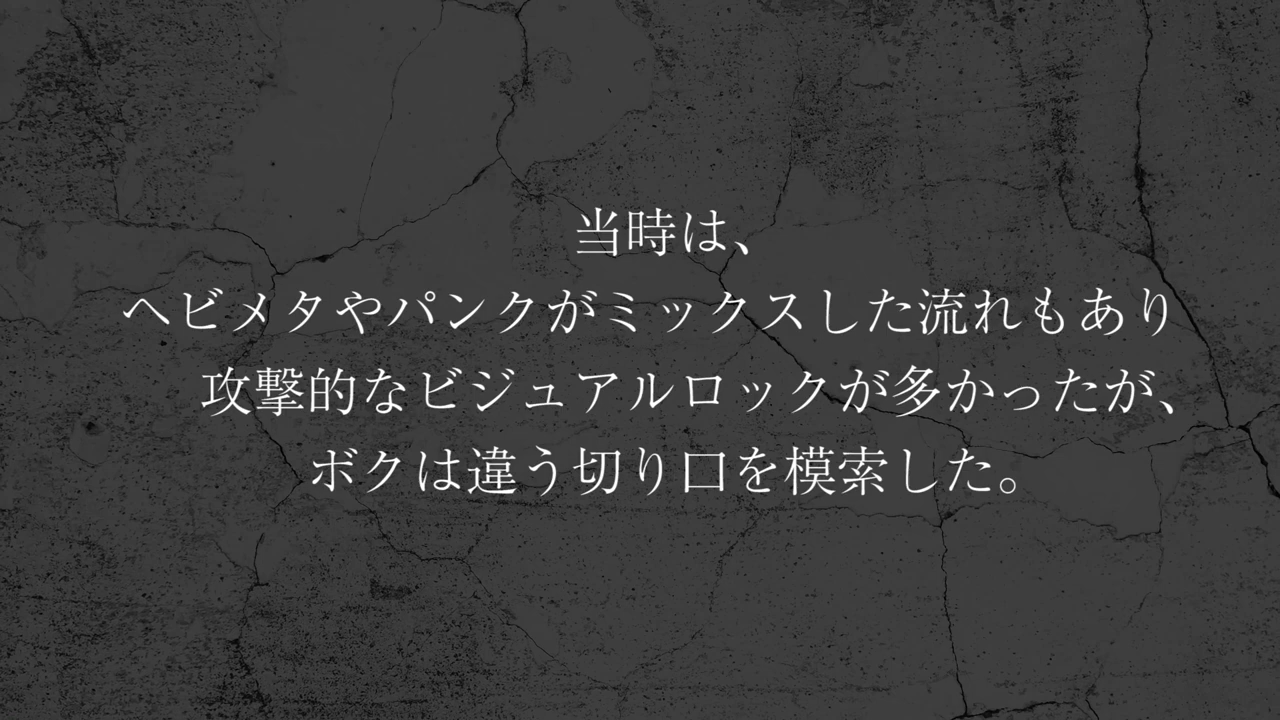 当時は、
ヘビメタやパンクがミックスした流れもあり
攻撃的なビジュアルロックが多かったが、
ボクは違う切り口を模索した。